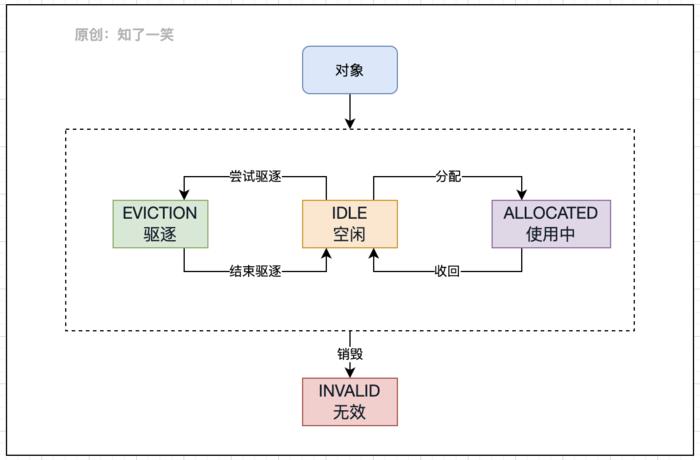 原创：知了一笑
对象
尝试驱逐
分配
EVICTION
驱逐
IDLE
空闲
ALLOCATED
使用中
结束驱逐
收回
销毁
INVALID
无效